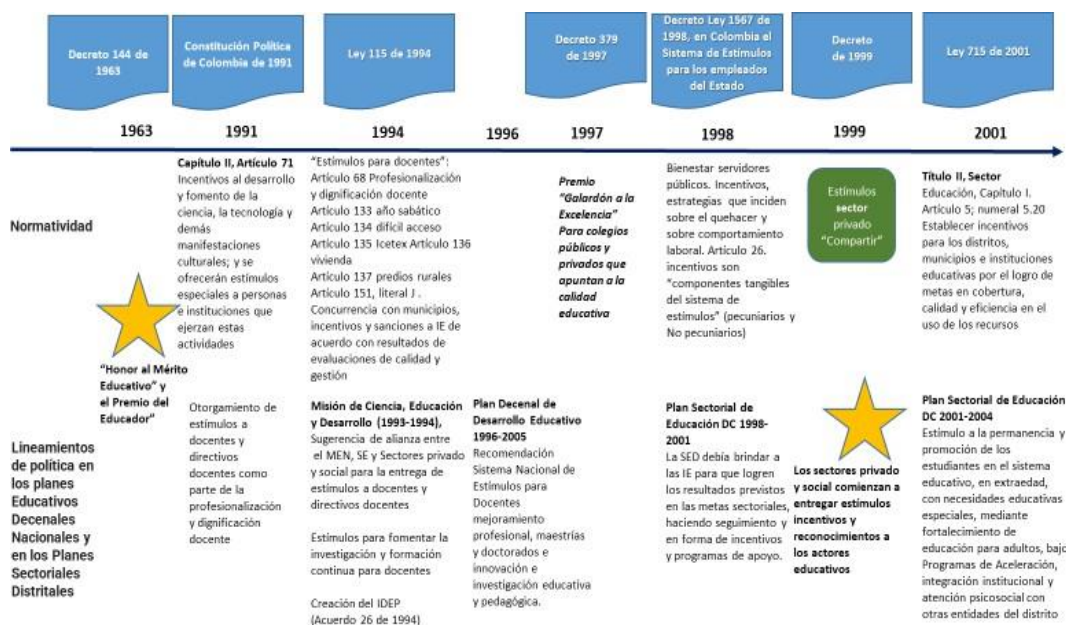 Decreto 144 de
1963
Constitución Política
de Colombia de 1991
Ley 115 de 1994
Decreto 379
de 1997
Decreto Ley 1567 de
1998, en Colombia el
Sistema de Estímulos
para los empleados
del Estado
Decreto
de 1999
Ley 715 de 2001
1963
1991
1994
1996
1997
1998
1999
2001
Normatividad
"Honor al Mérito
Educativo" y
el Premio del
Educador"
Capítulo II, Artículo 71
Incentivos al desarrollo
y fomento de la
ciencia, la tecnología y
demás
manifestaciones
culturales; y se
ofrecerán estímulos
especiales a personas
e instituciones que
ejerzan estas
actividades
"Estímulos para docentes":
Artículo 68 Profesionalización
y dignificación docente
Artículo 133 año sabático
Artículo 134 difícil acceso
Artículo 135 Icetex Artículo 136
vivienda
Artículo 137 predios rurales
Artículo 151, literal J .
Concurrencia con municipios,
incentivos y sanciones a IE de
acuerdo con resultados de
evaluaciones de calidad y
gestión
Premio
"Galardón a la
Excelencia"
Para colegios
públicos y
privados que
apuntan a la
calidad
educativa
Bienestar servidores
públicos. Incentivos,
estrategias que inciden
sobre el quehacer y
sobre comportamiento
laboral. Artículo 26.
incentivos son
"componentes tangibles
del sistema de
estímulos" (pecuniarios y
No pecuniarios)
Estímulos
sector
privado
"Compartir"
Título II, Sector
Educación, Capítulo I.
Artículo 5; numeral 5.20
Establecer incentivos
para los distritos,
municipios e instituciones
educativas por el logro de
metas en cobertura,
calidad y eficiencia en el
uso de los recursos
Lineamientos
de política en
los planes
Educativos
Decenales
Nacionales y
en los Planes
Sectoriales
Distritales
Otorgamiento de
estímulos a
docentes y
directivos
docentes como
parte de la
profesionalización
y dignificación
docente
Misión de Ciencia, Educación
y Desarrollo (1993-1994),
Sugerencia de alianza entre
el MEN, SE y Sectores privado
y social para la entrega de
estímulos a docentes y
directivos docentes
Estímulos para fomentar la
investigación y formación
continua para docentes
Creación del IDEP
(Acuerdo 26 de 1994)
Plan Decenal de
Desarrollo Educativo
1996-2005
Recomendación
Sistema Nacional de
Estímulos para
Docentes
mejoramiento
profesional, maestrías
y doctorados e
innovación e
investigación educativa
y pedagógica.
Plan Sectorial de
Educación DC 1998-
2001
La SED debía brindar a
las IE para que logren
los resultados previstos
en las metas sectoriales,
haciendo seguimiento y
en forma de incentivos
y programas de apoyo.
Los sectores privado
y social comienzan a
entregar estímulos
incentivos y
reconocimientos a
los actores
educativos
Plan Sectorial de Educación
DC 2001-2004
Estímulo a la permanencia y
promoción de los
estudiantes en el sistema
educativo, en extraedad,
con necesidades educativas
especiales, mediante
fortalecimiento de
educación para adultos, bajo
Programas de Aceleración,
integración institucional y
atención psicosocial con
otras entidades del distrito